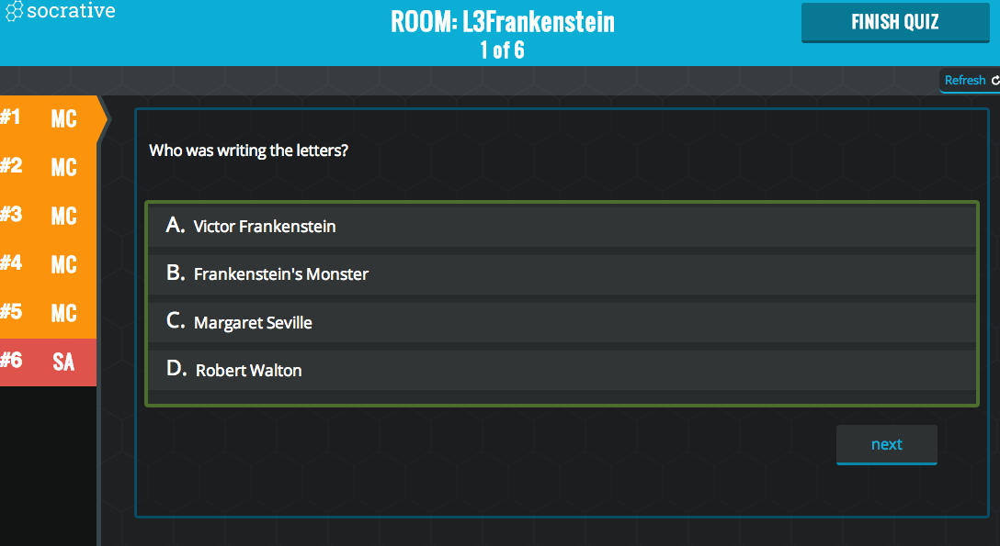 socrative
ROOM: L3Frankenstein
1 of 6
FINISH QUIZ
Refresh
#1 MC
#2 MC
#3 MC
#4 MC
#5 MC
#6 SA
Who was writing the letters?
A. Victor Frankenstein
B. Frankenstein's Monster
C. Margaret Seville
D. Robert Walton
next